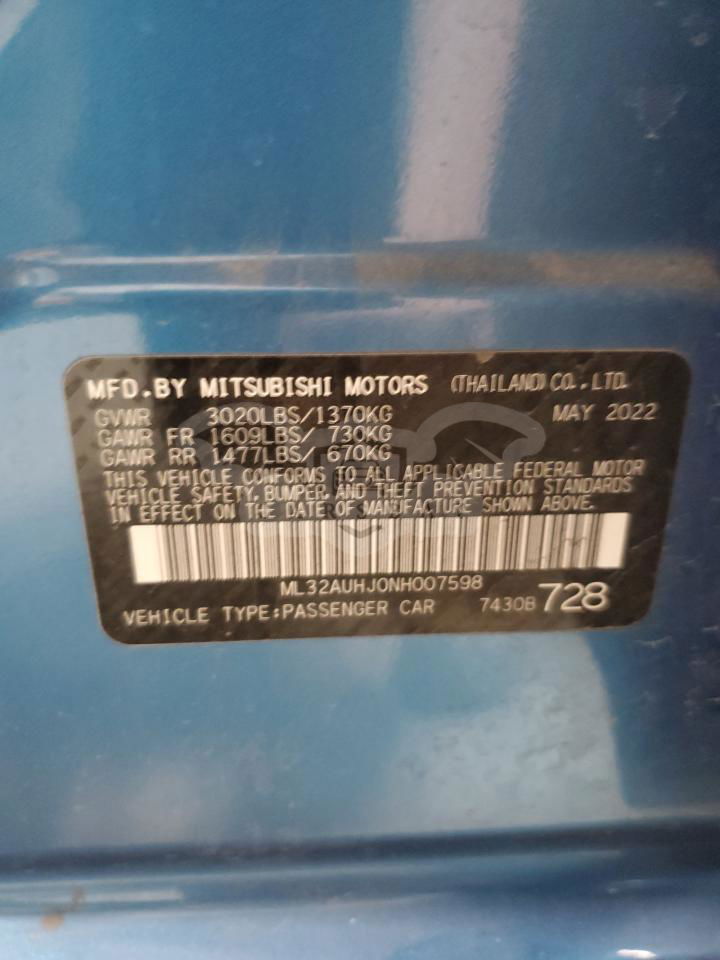 MFD.BY MITSUBISHI MOTORS (THAILAND) CO., LTD.
GVWR 3020LBS/1370KG MAY 2022
GAWR FR 1609LBS/ 730KG
GAWR RR 1477LBS/ 670KG
THIS VEHICLE CONFORMS TO ALL APPLICABLE FEDERAL MOTOR
VEHICLE SAFETY, BUMPER, AND THEFT PREVENTION STANDARDS
IN EFFECT ON THE DATE OF MANUFACTURE SHOWN ABOVE.
ML32AUHJ0NH007598
VEHICLE TYPE:PASSENGER CAR 7430B 728